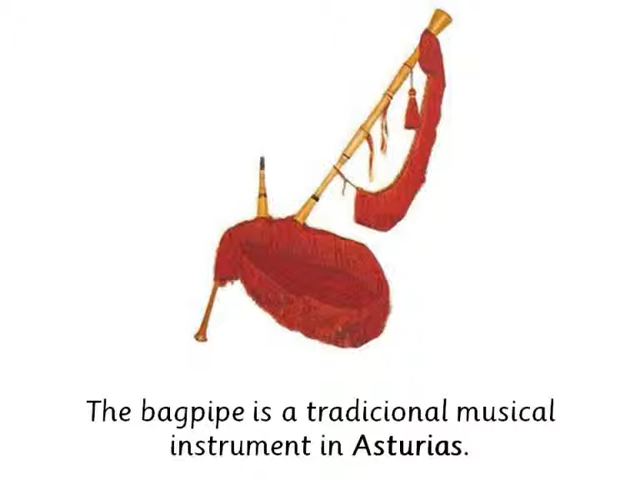 The bagpipe is a tradicional musical
instrument in Asturias.